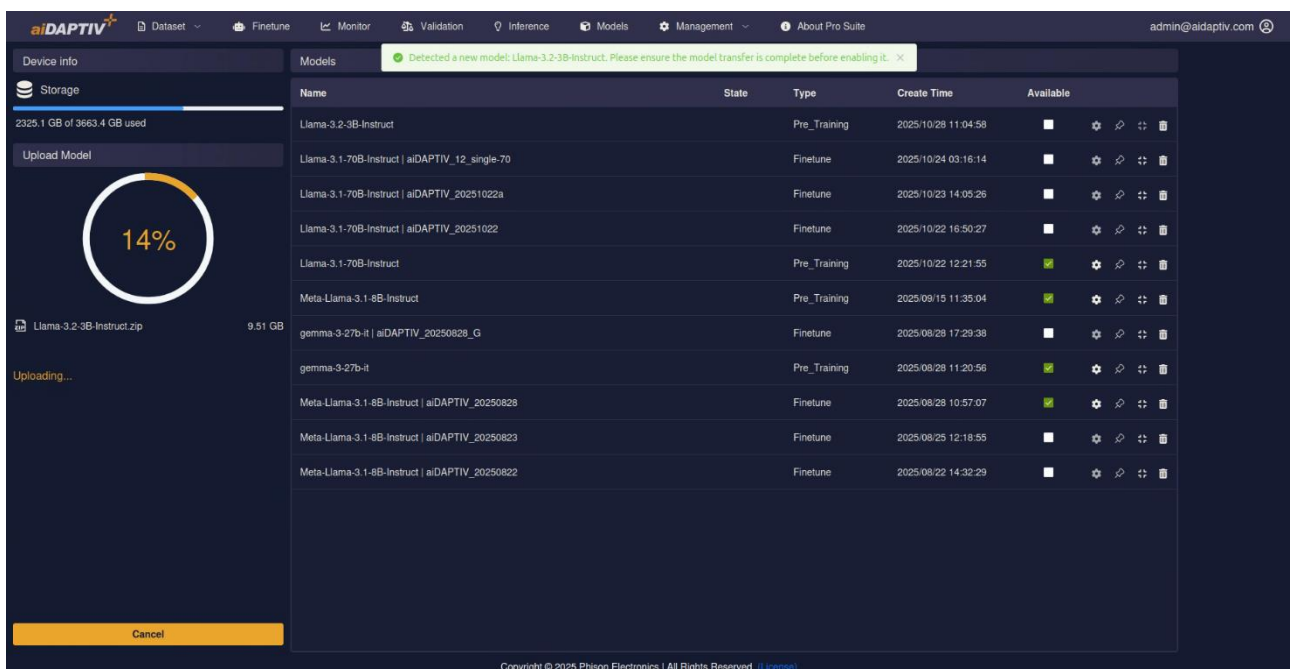 aiDAPTIV+ Dataset Finetune Monitor Validation Inference Models Management About Pro Suite admin@aidaptiv.com
Device info
Storage
2325.1 GB of 3663.4 GB used
Upload Model
14%
Llama-3.2-3B-Instruct.zip 9.51 GB
Uploading...
Cancel
Models
Detected a new model: Llama-3.2-3B-Instruct. Please ensure the model transfer is complete before enabling it.
Name State Type Create Time Available
Llama-3.2-3B-Instruct Pre_Training 2025/10/28 11:04:58
Llama-3.1-70B-Instruct | aiDAPTIV_12_single-70 Finetune 2025/10/24 03:16:14
Llama-3.1-70B-Instruct | aiDAPTIV_20251022a Finetune 2025/10/23 14:05:26
Llama-3.1-70B-Instruct | aiDAPTIV_20251022 Finetune 2025/10/22 16:50:27
Llama-3.1-70B-Instruct Pre_Training 2025/10/22 12:21:55
Meta-Llama-3.1-8B-Instruct Pre_Training 2025/09/15 11:35:04
gemma-3-27b-it | aiDAPTIV_20250828_G Finetune 2025/08/28 17:29:38
gemma-3-27b-it Pre_Training 2025/08/28 11:20:56
Meta-Llama-3.1-8B-Instruct | aiDAPTIV_20250828 Finetune 2025/08/28 10:57:07
Meta-Llama-3.1-8B-Instruct | aiDAPTIV_20250823 Finetune 2025/08/25 12:18:55
Meta-Llama-3.1-8B-Instruct | aiDAPTIV_20250822 Finetune 2025/08/22 14:32:29
Copyright © 2025 Phison Electronics | All Rights Reserved. (License)